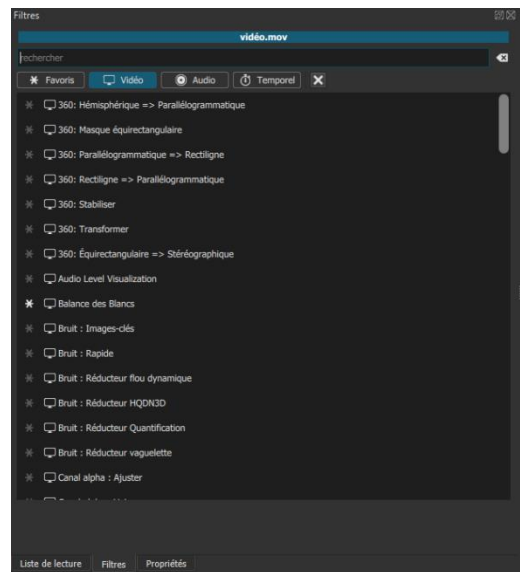 Filtres
vidéo.mov
rechercher
Favoris Vidéo Audio Temporel
360: Hémisphérique => Parallélogrammatique
360: Masque équirectangulaire
360: Parallélogrammatique => Rectiligne
360: Rectiligne => Parallélogrammatique
360: Stabiliser
360: Transformer
360: Équirectangulaire => Stéréographique
Audio Level Visualization
Balance des Blancs
Bruit : Images-clés
Bruit : Rapide
Bruit : Réducteur flou dynamique
Bruit : Réducteur HQDN3D
Bruit : Réducteur Quantification
Bruit : Réducteur vaguelette
Canal alpha : Ajuster
Liste de lecture Filtres Propriétés